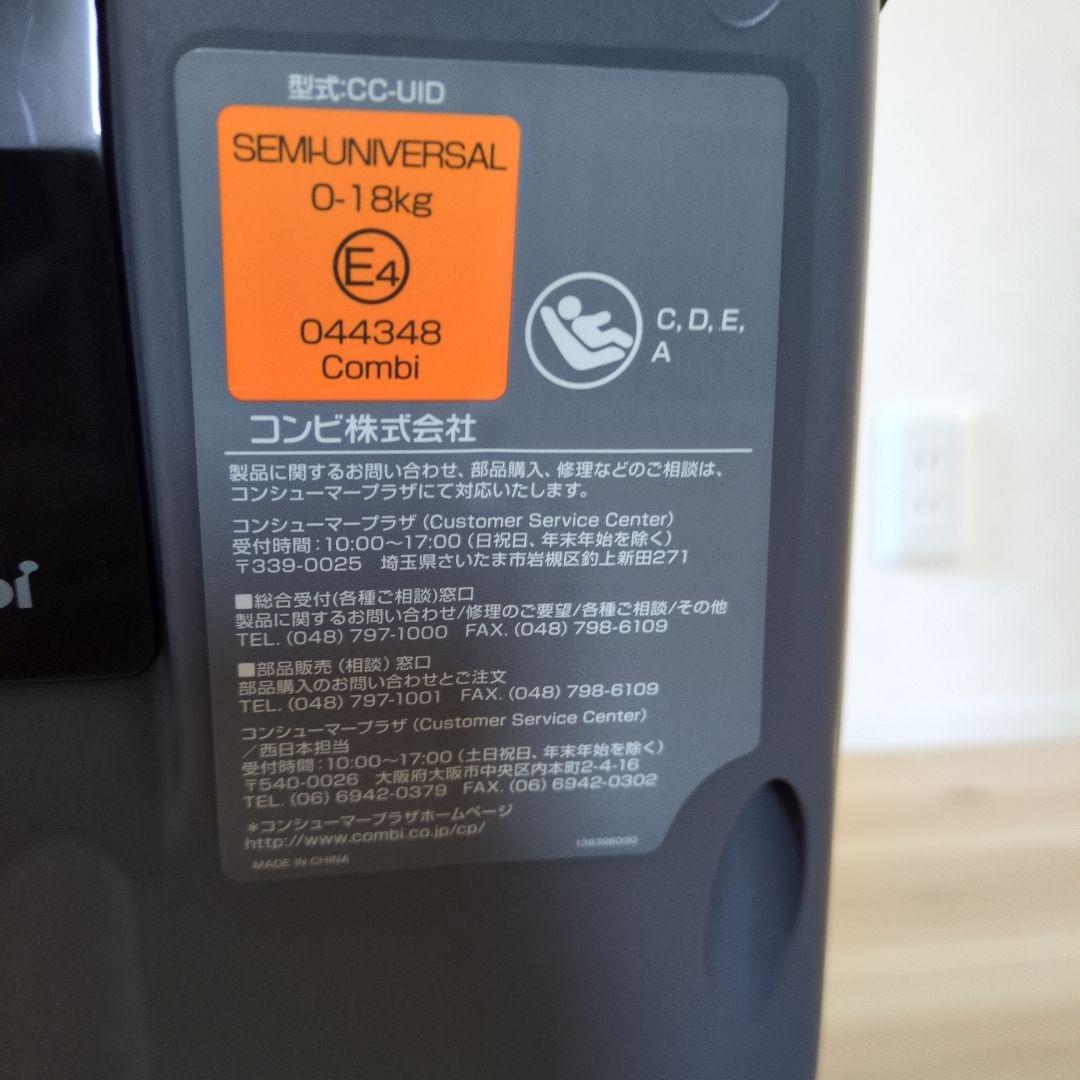 型式:CC-UID
SEMI-UNIVERSAL
0-18kg
E4
044348
Combi
C, D, E,
A
コンビ株式会社
製品に関するお問い合わせ、部品購入、修理などのご相談は、
コンシューマープラザにて対応いたします。
コンシューマープラザ (Customer Service Center)
受付時間:10:00~17:00 (日祝日、年末年始を除く)
〒339-0025 埼玉県さいたま市岩槻区釣上新田271
■総合受付(各種ご相談)窓口
製品に関するお問い合わせ/修理のご要望/各種ご相談/その他
TEL. (048) 797-1000 FAX. (048) 798-6109
■部品販売 (相談) 窓口
部品購入のお問い合わせとご注文
TEL. (048) 797-1001 FAX. (048) 798-6109
コンシューマープラザ (Customer Service Center)
/西日本担当
受付時間:10:00~17:00 (土日祝日、年末年始を除く)
〒540-0026 大阪府大阪市中央区内本町2-4-16
TEL. (06) 6942-0379 FAX. (06) 6942-0302
*コンシューマープラザホームページ
http://www.combi.co.jp/cp/
139396030
MADE IN CHINA
bi